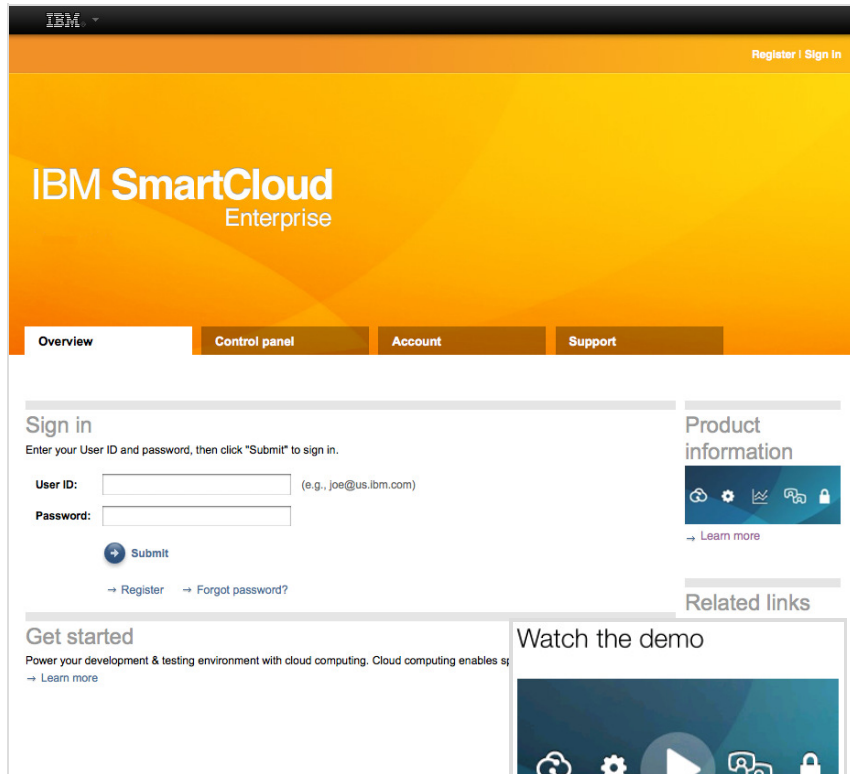 IBM
Register | Sign in
IBM SmartCloud
Enterprise
Overview
Control panel
Account
Support
Sign in
Enter your User ID and password, then click "Submit" to sign in.
User ID:
(e.g., joe@us.ibm.com)
Password:
Submit
→ Register → Forgot password?
Get started
Power your development & testing environment with cloud computing. Cloud computing enables
→ Learn more
Product
information
→ Learn more
Related links
Watch the demo